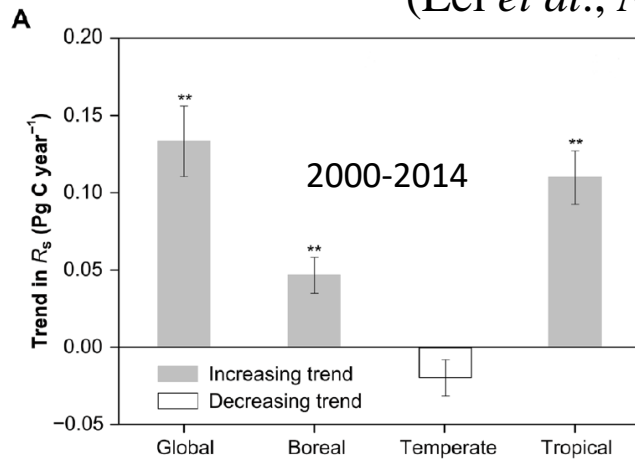 A
0.20
0.15
0.10
0.05
0.00
−0.05
Trend in Rs (Pg C year⁻¹)
**
**
**
2000-2014
Increasing trend
Decreasing trend
Global Boreal Temperate Tropical